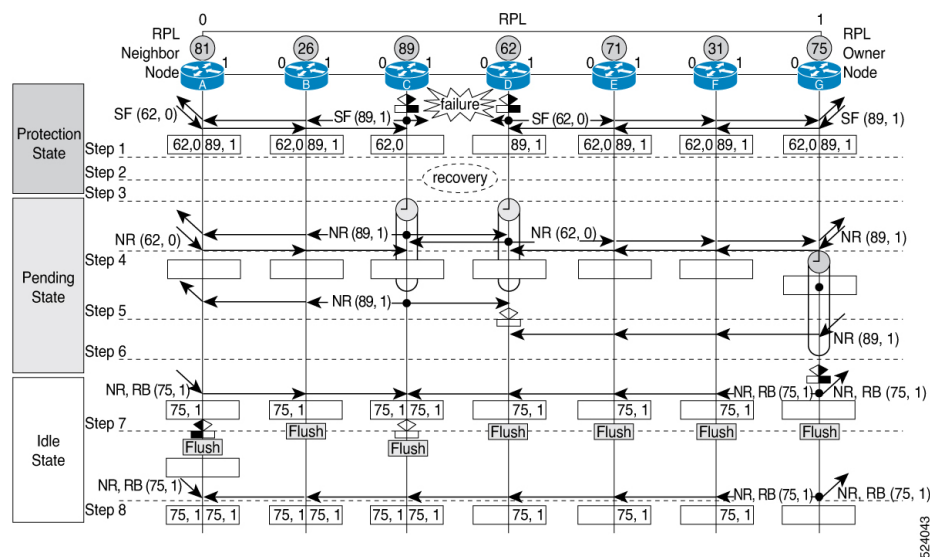 0 RPL 1
RPL
Neighbor
Node
RPL
Owner
Node
81 26 89 62 71 31 75
0 1 0 1 0 1 0 1 0 1 0 1 0 1
A B C D E F G
failure
Protection
State
SF (62, 0) SF (89, 1) SF (62, 0) SF (89, 1)
62,0 89, 1 62,0 89, 1 62,0 89, 1 62,0 89, 1 62,0 89, 1 62,0 89, 1
Step 1
Step 2
recovery
Step 3
Pending
State
NR (62, 0) NR (89, 1) NR (62, 0) NR (89, 1)
Step 4
NR (89, 1)
Step 5
NR (89, 1)
Step 6
Idle
State
NR, RB (75, 1) NR, RB (75, 1) NR, RB (75, 1)
75, 1 75, 1 75, 1 75, 1 75, 1 75, 1
Step 7
Flush Flush Flush Flush Flush Flush
NR, RB (75, 1) NR, RB (75, 1) NR, RB (75, 1)
Step 8
75, 1 75, 1 75, 1 75, 1 75, 1 75, 1 75, 1
524043